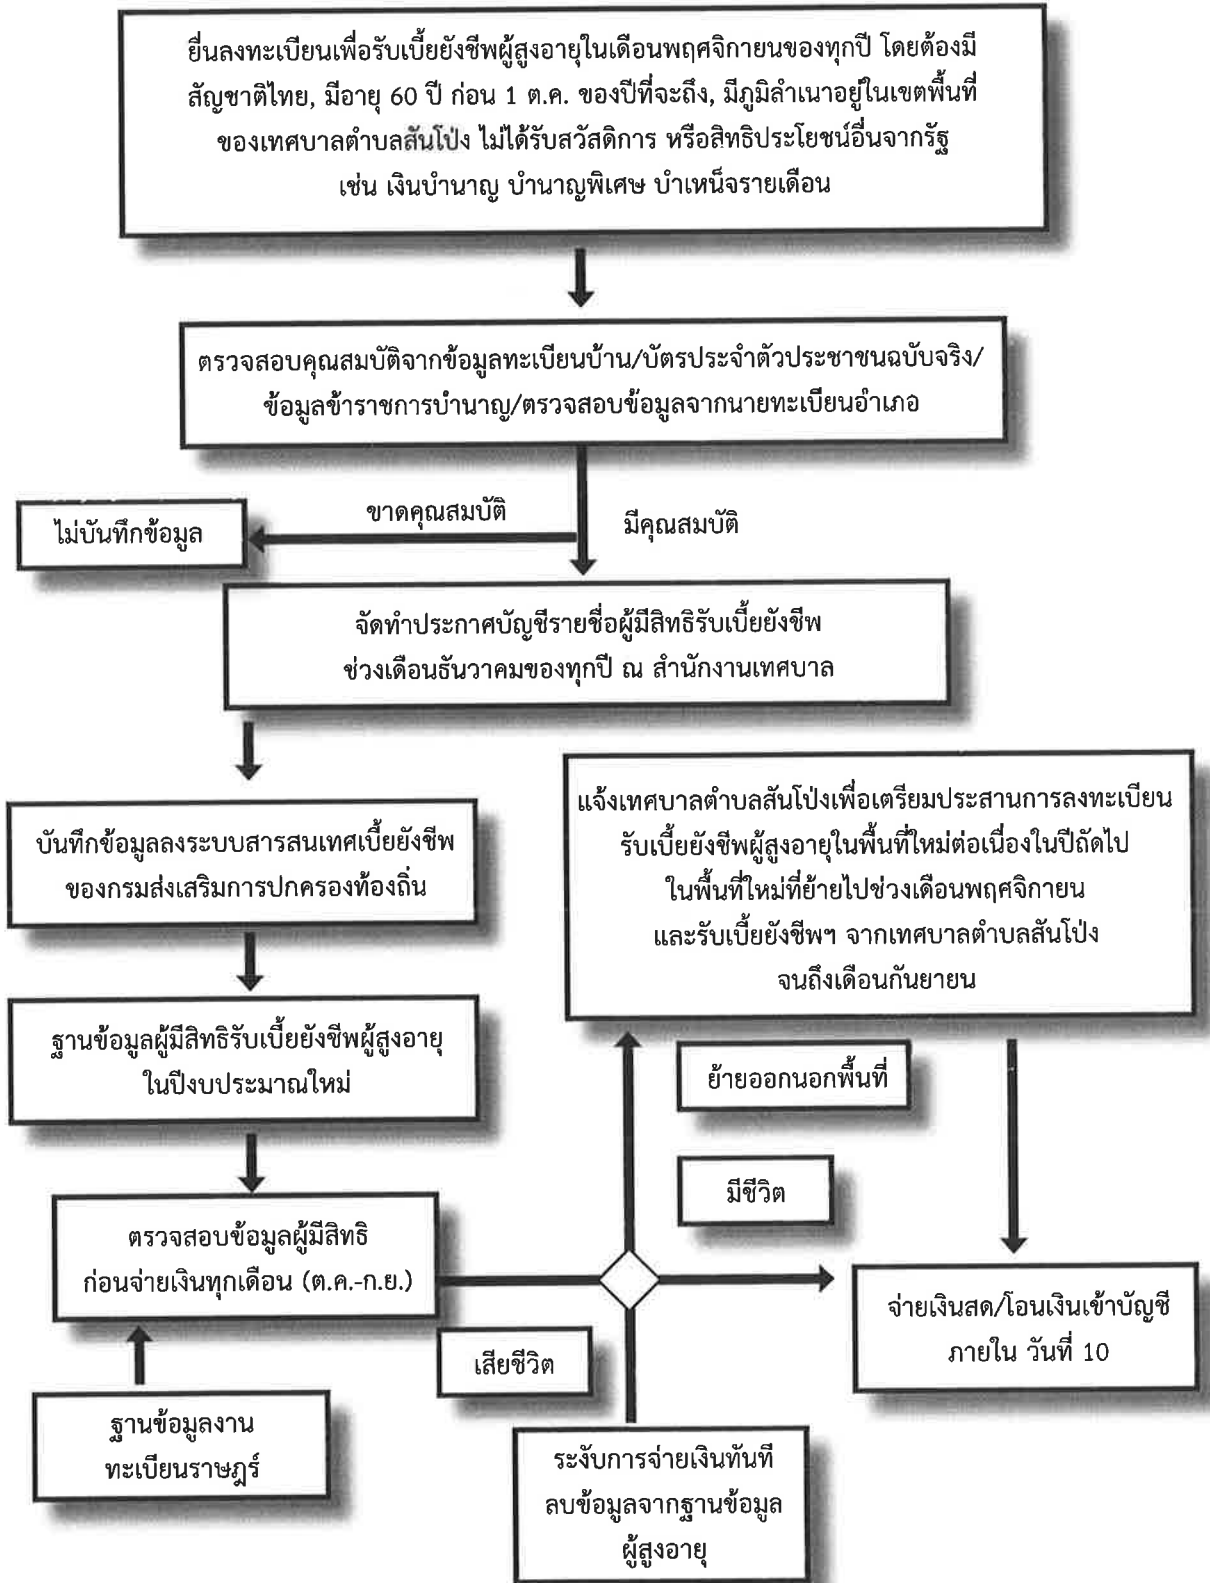 ยื่นลงทะเบียนเพื่อรับเบี้ยยังชีพผู้สูงอายุในเดือนพฤศจิกายนของทุกปี โดยต้องมี
สัญชาติไทย, มีอายุ 60 ปี ก่อน 1 ต.ค. ของปีที่จะถึง, มีภูมิลำเนาอยู่ในเขตพื้นที่
ของเทศบาลตำบลสันโป่ง ไม่ได้รับสวัสดิการ หรือสิทธิประโยชน์อื่นจากรัฐ
เช่น เงินบำนาญ บำนาญพิเศษ บำเหน็จรายเดือน
ตรวจสอบคุณสมบัติจากข้อมูลทะเบียนบ้าน/บัตรประจำตัวประชาชนฉบับจริง/
ข้อมูลข้าราชการบำนาญ/ตรวจสอบข้อมูลจากนายทะเบียนอำเภอ
ขาดคุณสมบัติ
มีคุณสมบัติ
ไม่บันทึกข้อมูล
จัดทำประกาศบัญชีรายชื่อผู้มีสิทธิรับเบี้ยยังชีพ
ช่วงเดือนธันวาคมของทุกปี ณ สำนักงานเทศบาล
บันทึกข้อมูลลงระบบสารสนเทศเบี้ยยังชีพ
ของกรมส่งเสริมการปกครองท้องถิ่น
แจ้งเทศบาลตำบลสันโป่งเพื่อเตรียมประสานการลงทะเบียน
รับเบี้ยยังชีพผู้สูงอายุในพื้นที่ใหม่ต่อเนื่องในปีถัดไป
ในพื้นที่ใหม่ที่ย้ายไปช่วงเดือนพฤศจิกายน
และรับเบี้ยยังชีพฯ จากเทศบาลตำบลสันโป่ง
จนถึงเดือนกันยายน
ฐานข้อมูลผู้มีสิทธิรับเบี้ยยังชีพผู้สูงอายุ
ในปีงบประมาณใหม่
ย้ายออกนอกพื้นที่
มีชีวิต
ตรวจสอบข้อมูลผู้มีสิทธิ
ก่อนจ่ายเงินทุกเดือน (ต.ค.-ก.ย.)
จ่ายเงินสด/โอนเงินเข้าบัญชี
ภายใน วันที่ 10
เสียชีวิต
ฐานข้อมูลงาน
ทะเบียนราษฎร์
ระงับการจ่ายเงินทันที
ลบข้อมูลจากฐานข้อมูล
ผู้สูงอายุ